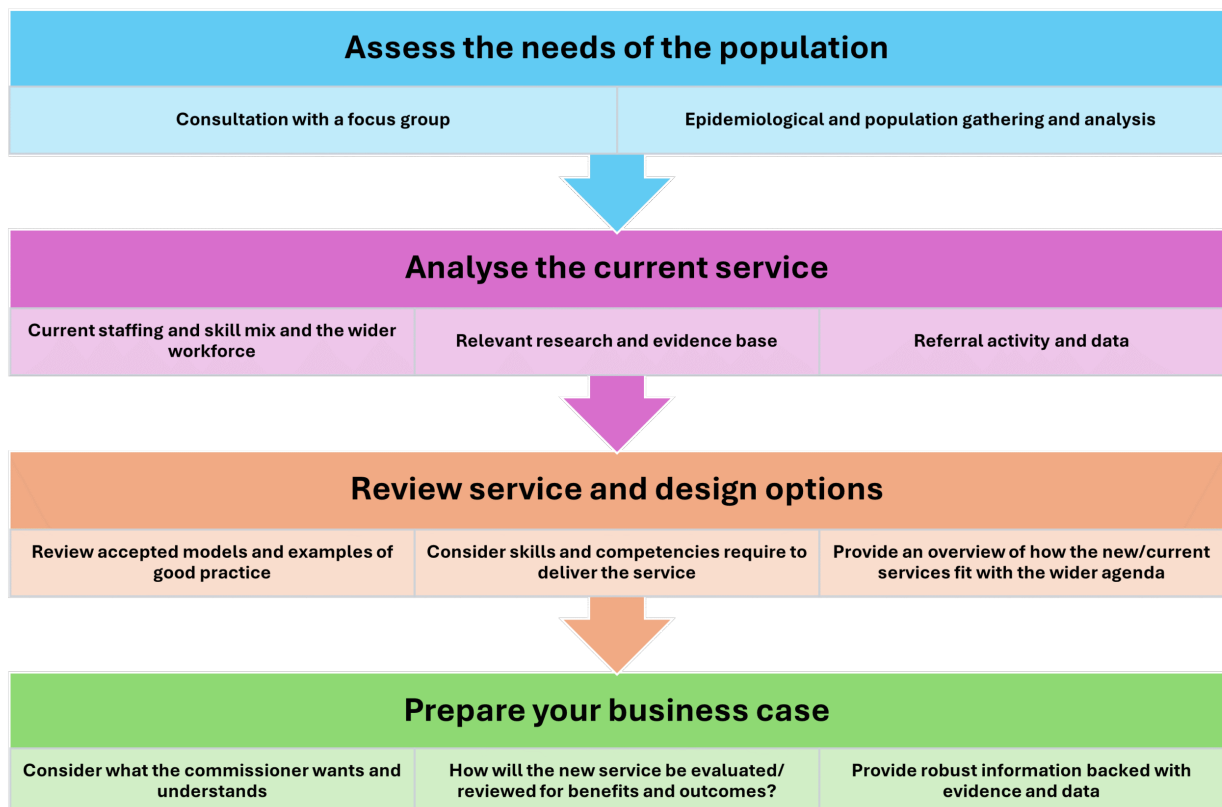 Assess the needs of the population
Consultation with a focus group
Epidemiological and population gathering and analysis
Analyse the current service
Current staffing and skill mix and the wider
workforce
Relevant research and evidence base
Referral activity and data
Review service and design options
Review accepted models and examples of
good practice
Consider skills and competencies require to
deliver the service
Provide an overview of how the new/current
services fit with the wider agenda
Prepare your business case
Consider what the commissioner wants and
understands
How will the new service be evaluated/
reviewed for benefits and outcomes?
Provide robust information backed with
evidence and data